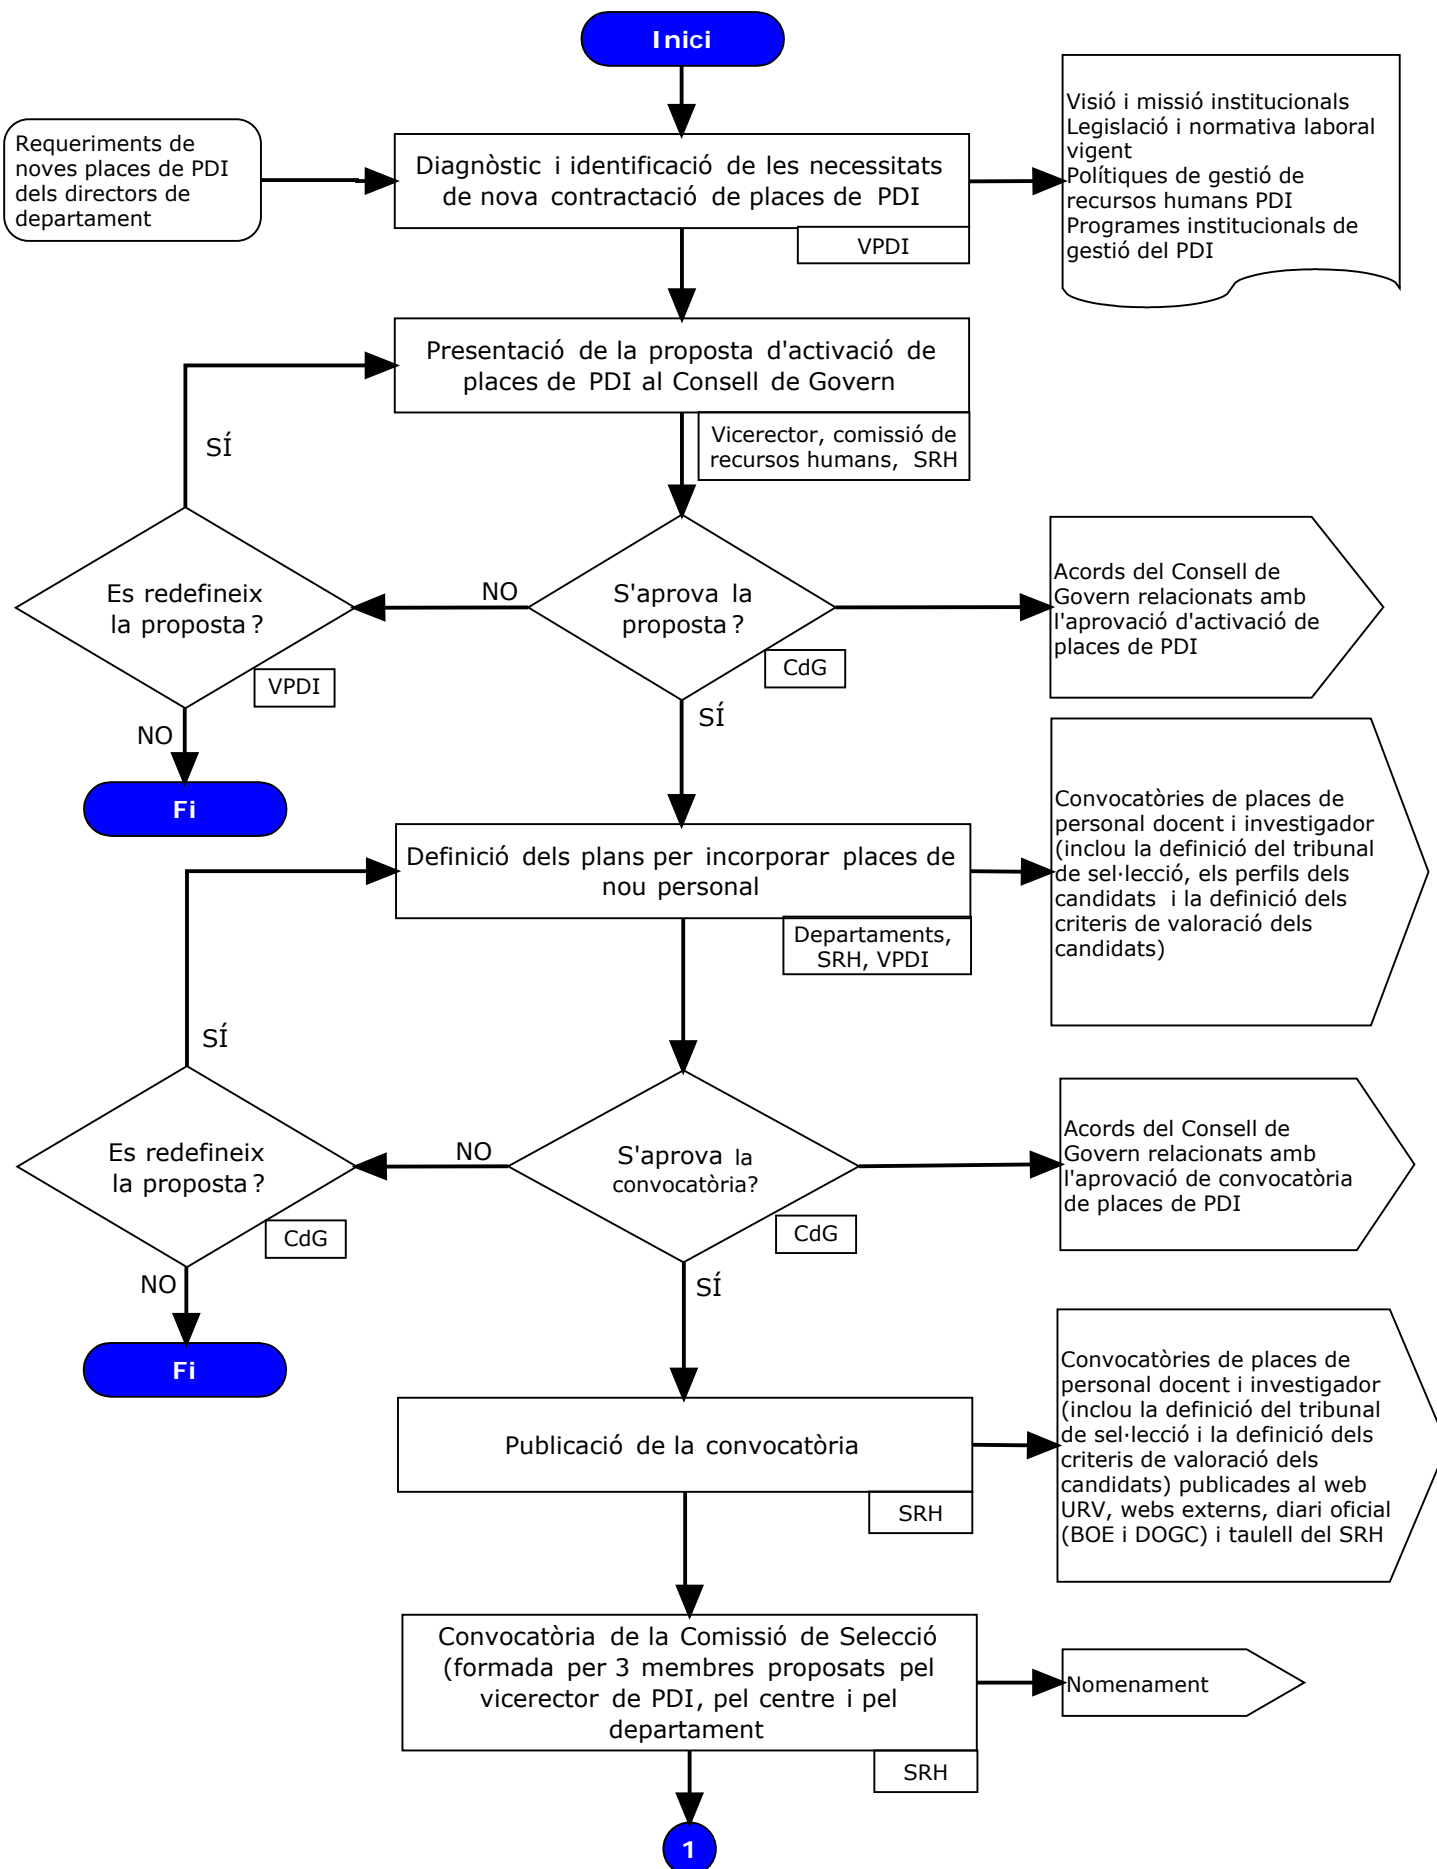 Inici
Requeriments de
noves places de PDI
dels directors de
departament
Diagnòstic i identificació de les necessitats
de nova contractació de places de PDI
VPDI
Visió i missió institucionals
Legislació i normativa laboral
vigent
Polítiques de gestió de
recursos humans PDI
Programes institucionals de
gestió del PDI
Presentació de la proposta d'activació de
places de PDI al Consell de Govern
Vicerector, comissió de
recursos humans, SRH
SÍ
Es redefineix
la proposta?
VPDI
NO
S'aprova la
proposta?
CdG
Acords del Consell de
Govern relacionats amb
l'aprovació d'activació de
places de PDI
NO
SÍ
Fi
Definició dels plans per incorporar places de
nou personal
Departaments,
SRH, VPDI
Convocatòries de places de
personal docent i investigador
(inclou la definició del tribunal
de sel·lecció, els perfils dels
candidats i la definició dels
criteris de valoració dels
candidats)
SÍ
Es redefineix
la proposta?
CdG
NO
S'aprova la
convocatòria?
CdG
Acords del Consell de
Govern relacionats amb
l'aprovació de convocatòria
de places de PDI
NO
SÍ
Fi
Publicació de la convocatòria
SRH
Convocatòries de places de
personal docent i investigador
(inclou la definició del tribunal
de sel·lecció i la definició dels
criteris de valoració dels
candidats) publicades al web
URV, webs externs, diari oficial
(BOE i DOGC) i taulell del SRH
Convocatòria de la Comissió de Selecció
(formada per 3 membres proposats pel
vicerector de PDI, pel centre i pel
departament
SRH
Nomenament
1